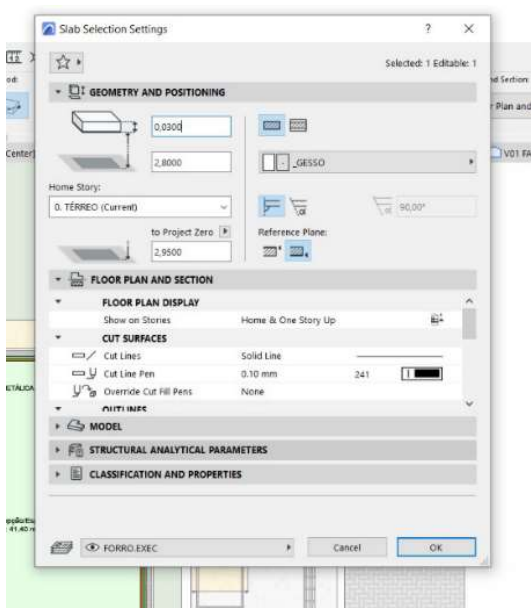 Slab Selection Settings
? ×
Selected: 1 Editable: 1
GEOMETRY AND POSITIONING
0,0300
2,8000
_GESSO
Home Story:
0. TÉRREO (Current)
90,00°
to Project Zero
Reference Plane:
2,9500
FLOOR PLAN AND SECTION
FLOOR PLAN DISPLAY
Show on Stories Home & One Story Up
CUT SURFACES
Cut Lines Solid Line
Cut Line Pen 0.10 mm 241
Override Cut Fill Pens None
OUTLINES
MODEL
STRUCTURAL ANALYTICAL PARAMETERS
CLASSIFICATION AND PROPERTIES
FORRO.EXEC
Cancel
OK
od:
nd Section:
r Plan and
Center)
V01 FA
ETÁLICA
41.40 m